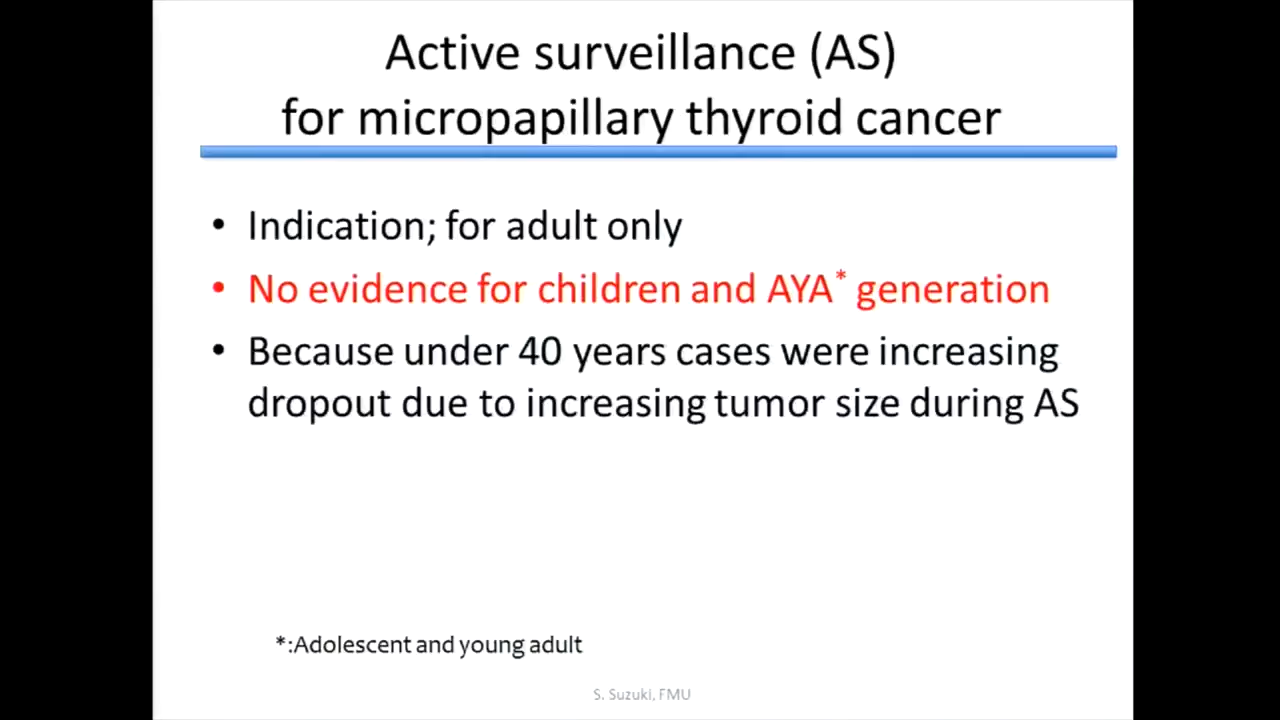 Active surveillance (AS)
for micropapillary thyroid cancer
• Indication; for adult only
• No evidence for children and AYA* generation
• Because under 40 years cases were increasing
dropout due to increasing tumor size during AS
*:Adolescent and young adult
S. Suzuki, FMU